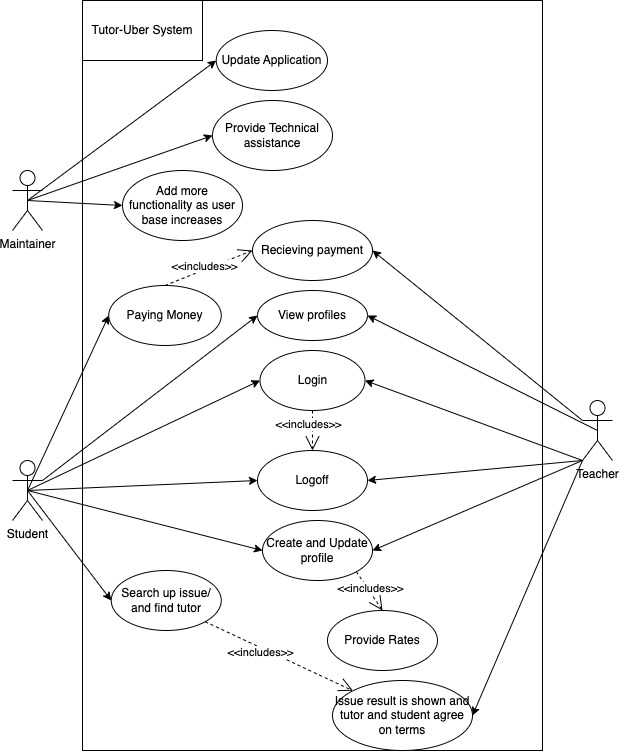 Tutor-Uber System
Update Application
Provide Technical
assistance
Add more
functionality as user
base increases
Maintainer
Recieving payment
<<includes>>
Paying Money
View profiles
Login
<<includes>>
Logoff
Teacher
Student
Create and Update
profile
Search up issue/
and find tutor
<<includes>>
Provide Rates
<<includes>>
Issue result is shown and
tutor and student agree
on terms